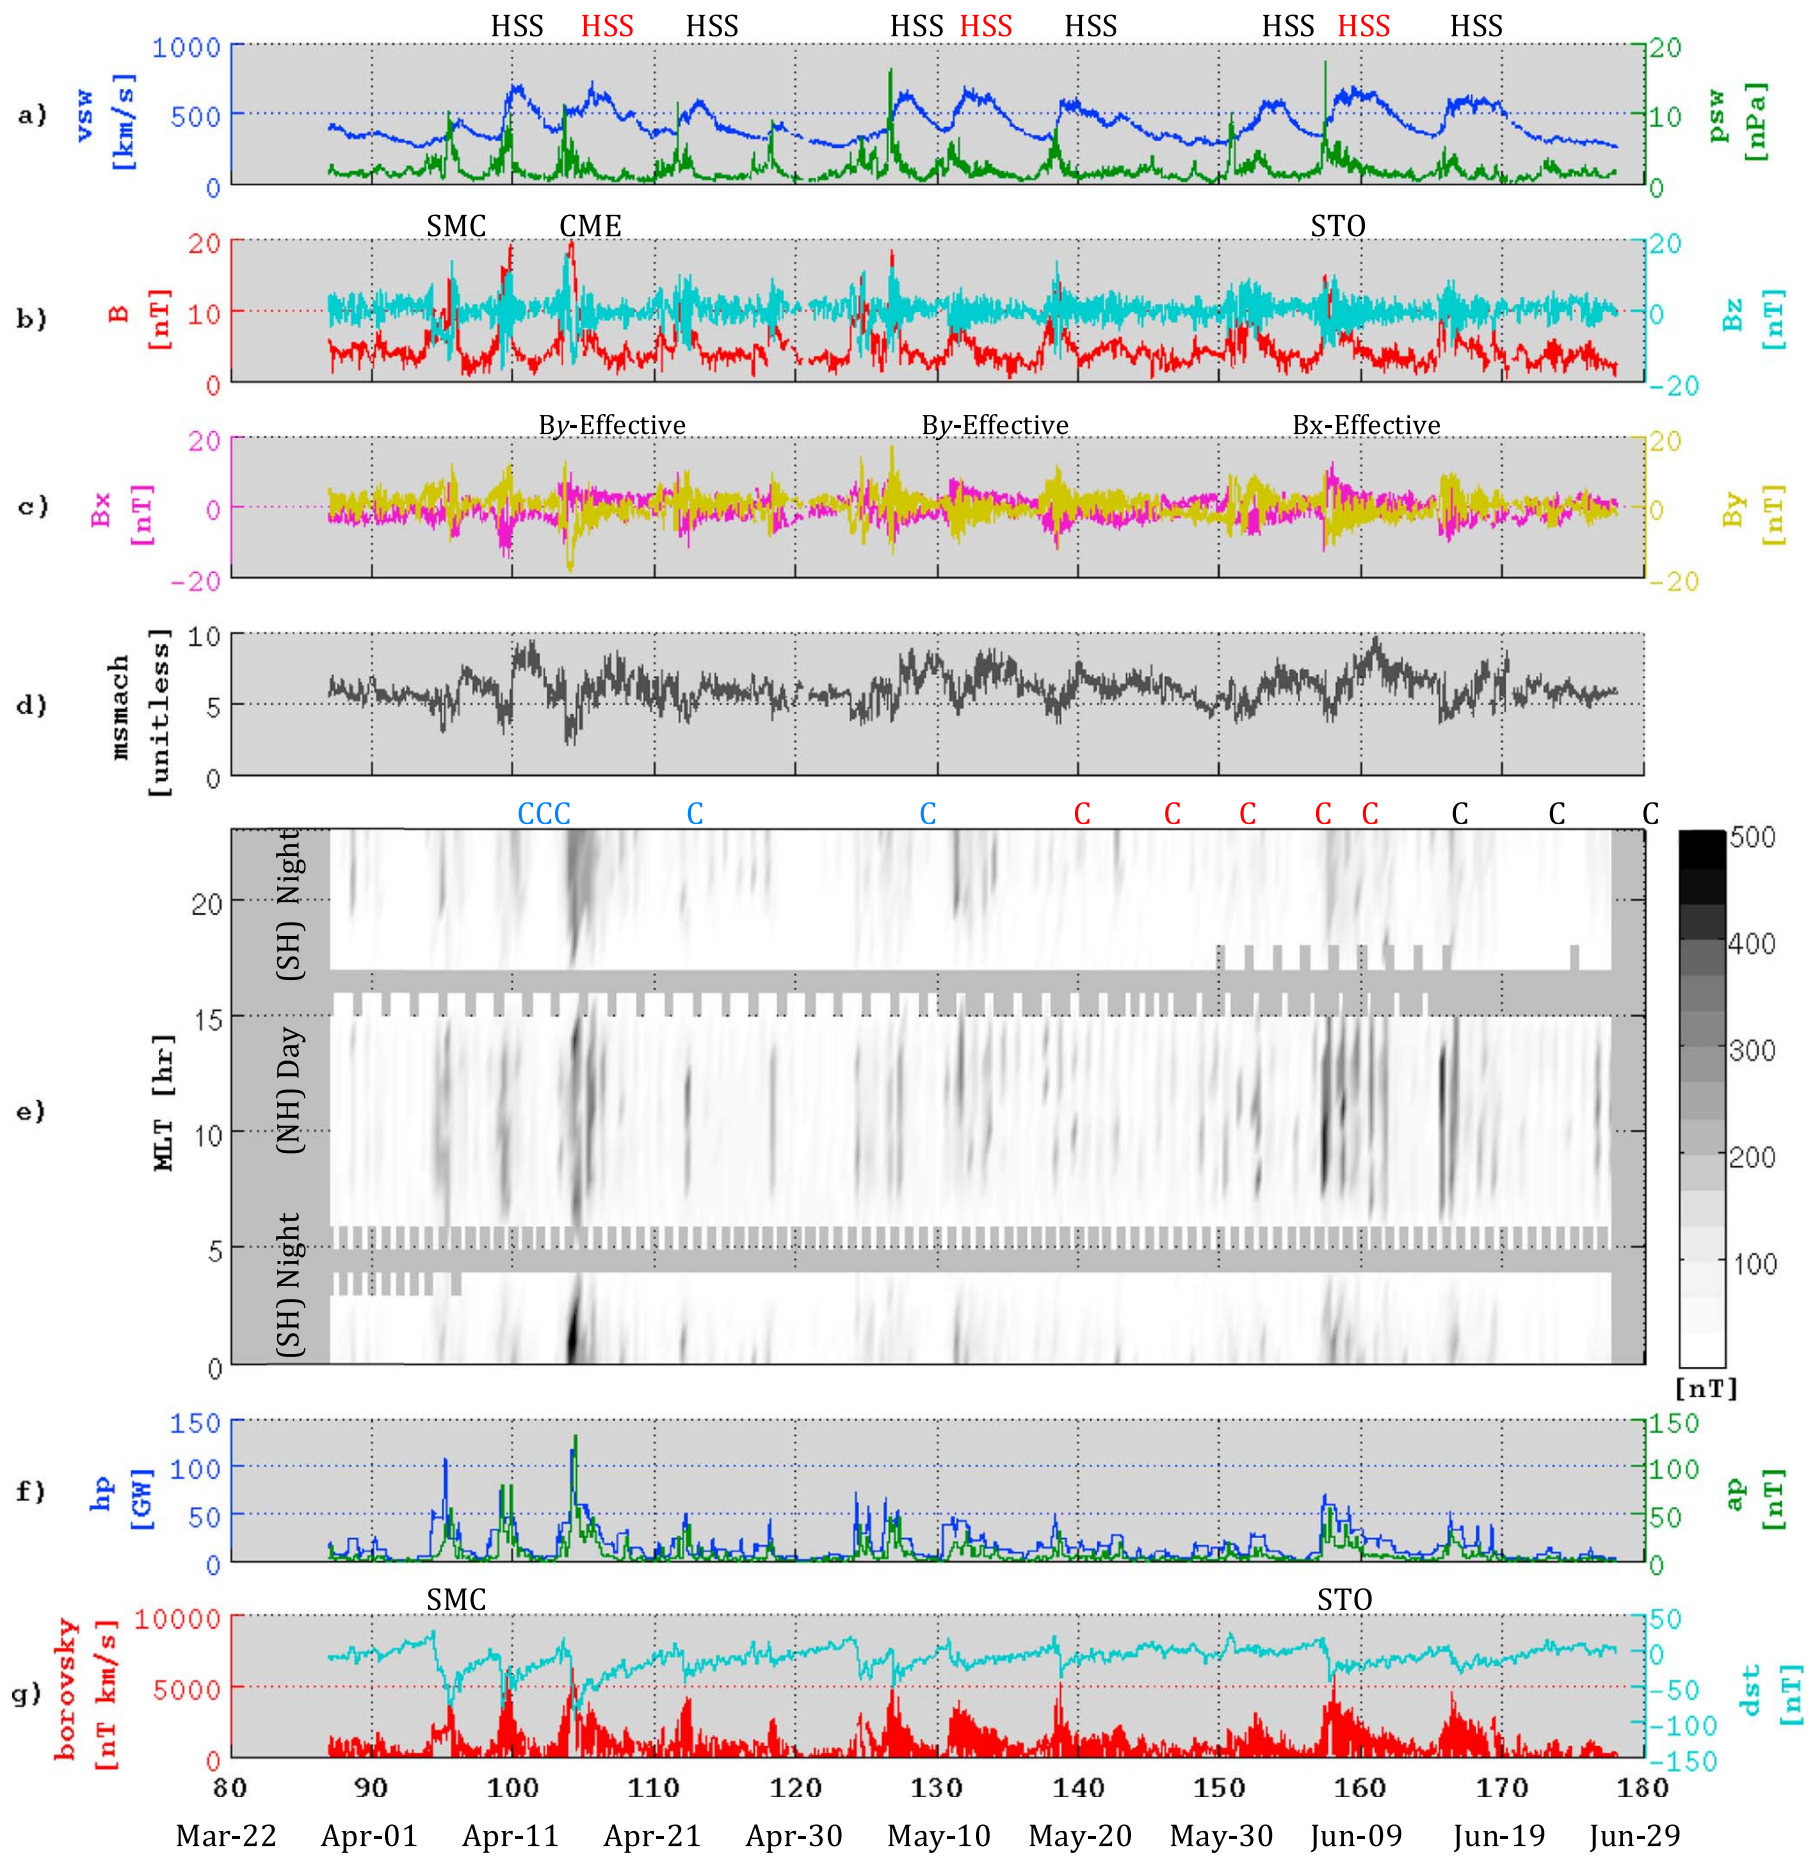 HSS HSS HSS HSS HSS HSS HSS HSS HSS
a)
vsw
[km/s]
1000
500
0
20
10
0
psw
[nPa]
SMC CME STO
b)
B
[nT]
20
10
0
20
0
-20
Bz
[nT]
By-Effective By-Effective Bx-Effective
c)
Bx
[nT]
20
0
-20
20
0
-20
By
[nT]
d)
msmach
[unitless]
10
5
0
CCC C C C C C C C C C C
e)
MLT [hr]
20
15
10
5
0
(SH) Night
(NH) Day
(SH) Night
500
400
300
200
100
[nT]
f)
hp
[GW]
150
100
50
0
150
100
50
0
ap
[nT]
SMC STO
g)
borovsky
[nT km/s]
10000
5000
0
50
0
-50
-100
-150
dst
[nT]
80 90 100 110 120 130 140 150 160 170 180
Mar-22 Apr-01 Apr-11 Apr-21 Apr-30 May-10 May-20 May-30 Jun-09 Jun-19 Jun-29